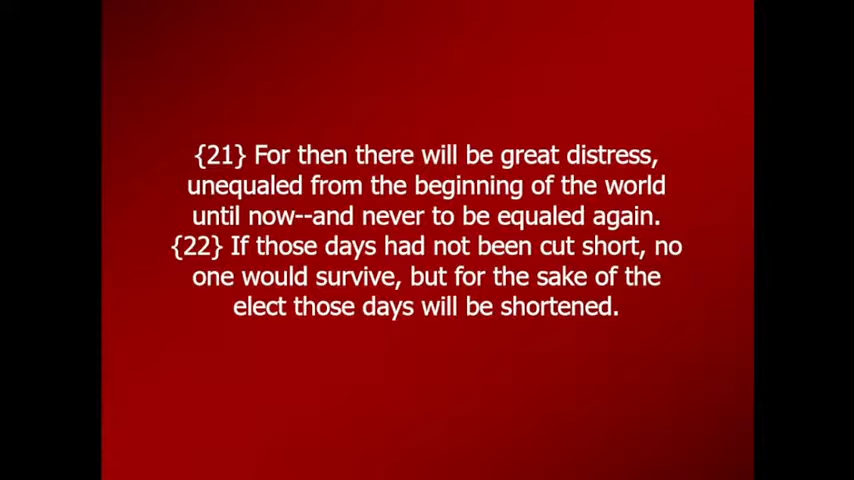 {21} For then there will be great distress,
unequaled from the beginning of the world
until now--and never to be equaled again.
{22} If those days had not been cut short, no
one would survive, but for the sake of the
elect those days will be shortened.